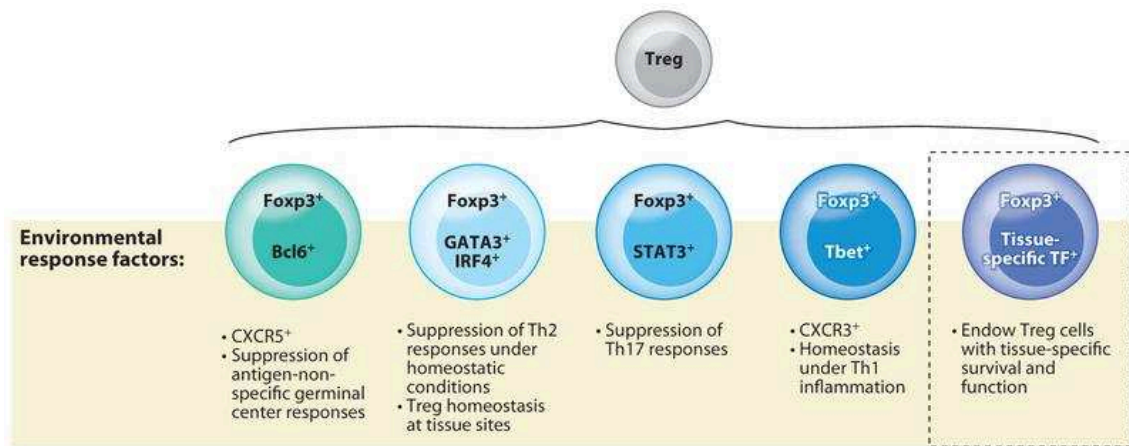 Treg
Foxp3⁺
Bcl6⁺
Foxp3⁺
GATA3⁺
IRF4⁺
Foxp3⁺
STAT3⁺
Foxp3⁺
Tbet⁺
Foxp3⁺
Tissue-
specific TF⁺
Environmental
response factors:
• CXCR5⁺
• Suppression of
antigen-non-
specific germinal
center responses
• Suppression of Th2
responses under
homeostatic
conditions
• Treg homeostasis
at tissue sites
• Suppression of
Th17 responses
• CXCR3⁺
• Homeostasis
under Th1
inflammation
• Endow Treg cells
with tissue-specific
survival and
function